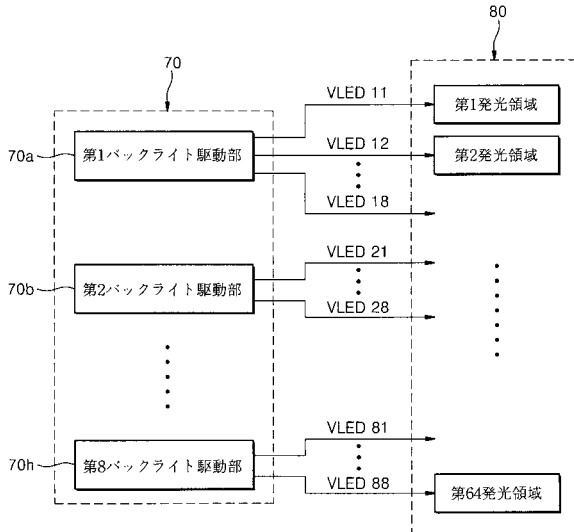 80
70
VLED 11
第1発光領域
70a
第1バックライト駆動部
VLED 12
第2発光領域
VLED 18
VLED 21
70b
第2バックライト駆動部
VLED 28
VLED 81
70h
第8バックライト駆動部
VLED 88
第64発光領域